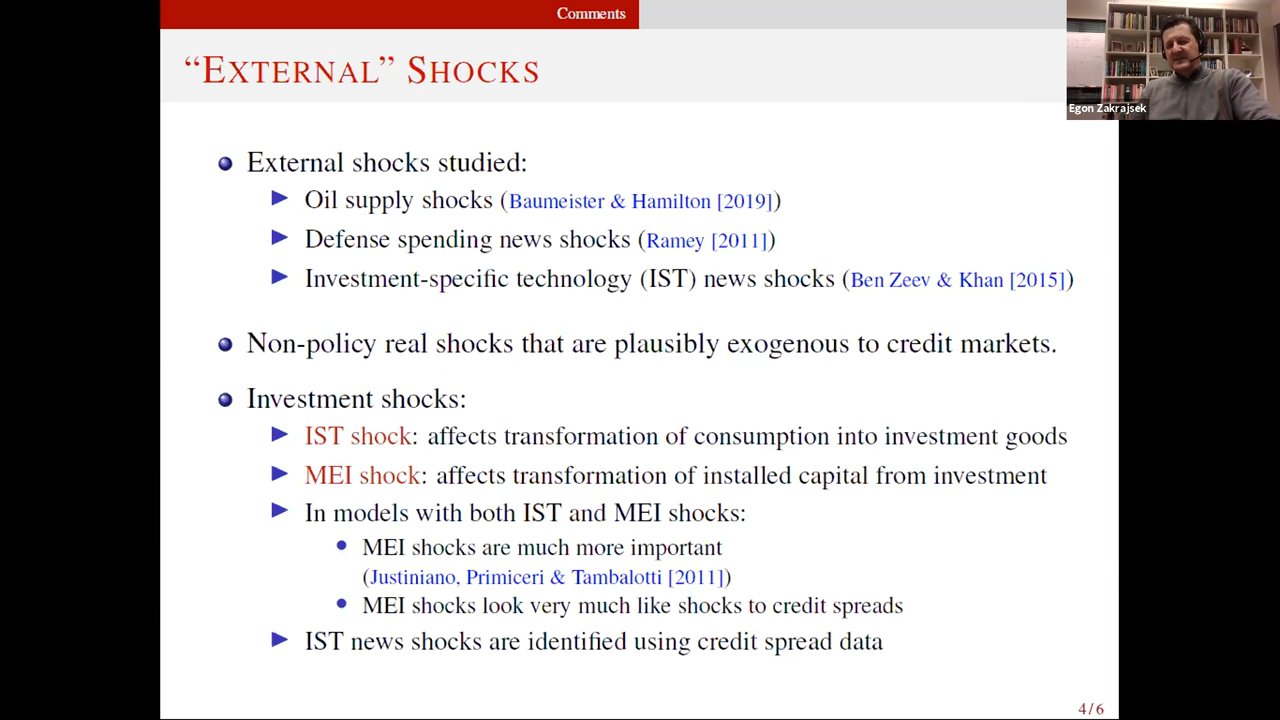 Comments
“EXTERNAL” SHOCKS
Egon Zakrajsek
External shocks studied:
Oil supply shocks (Baumeister & Hamilton [2019])
Defense spending news shocks (Ramey [2011])
Investment-specific technology (IST) news shocks (Ben Zeev & Khan [2015])
Non-policy real shocks that are plausibly exogenous to credit markets.
Investment shocks:
IST shock: affects transformation of consumption into investment goods
MEI shock: affects transformation of installed capital from investment
In models with both IST and MEI shocks:
MEI shocks are much more important
(Justiniano, Primiceri & Tambalotti [2011])
MEI shocks look very much like shocks to credit spreads
IST news shocks are identified using credit spread data
4 / 6